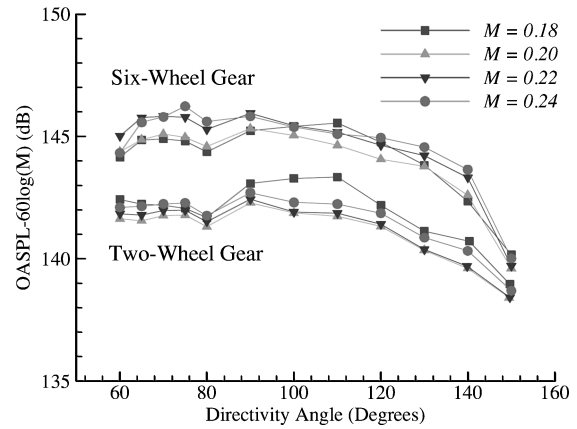 150
145
140
135
OASPL-60log(M) (dB)
Six-Wheel Gear
Two-Wheel Gear
M = 0.18
M = 0.20
M = 0.22
M = 0.24
60 80 100 120 140 160
Directivity Angle (Degrees)